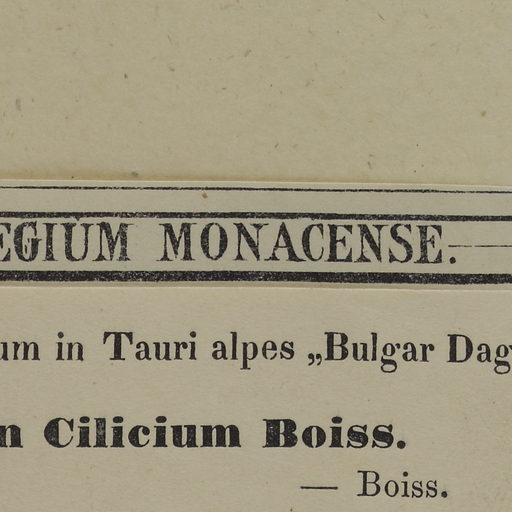 EGIUM MONACENSE.
um in Tauri alpes „Bulgar Dag
n Cilicium Boiss.
— Boiss.